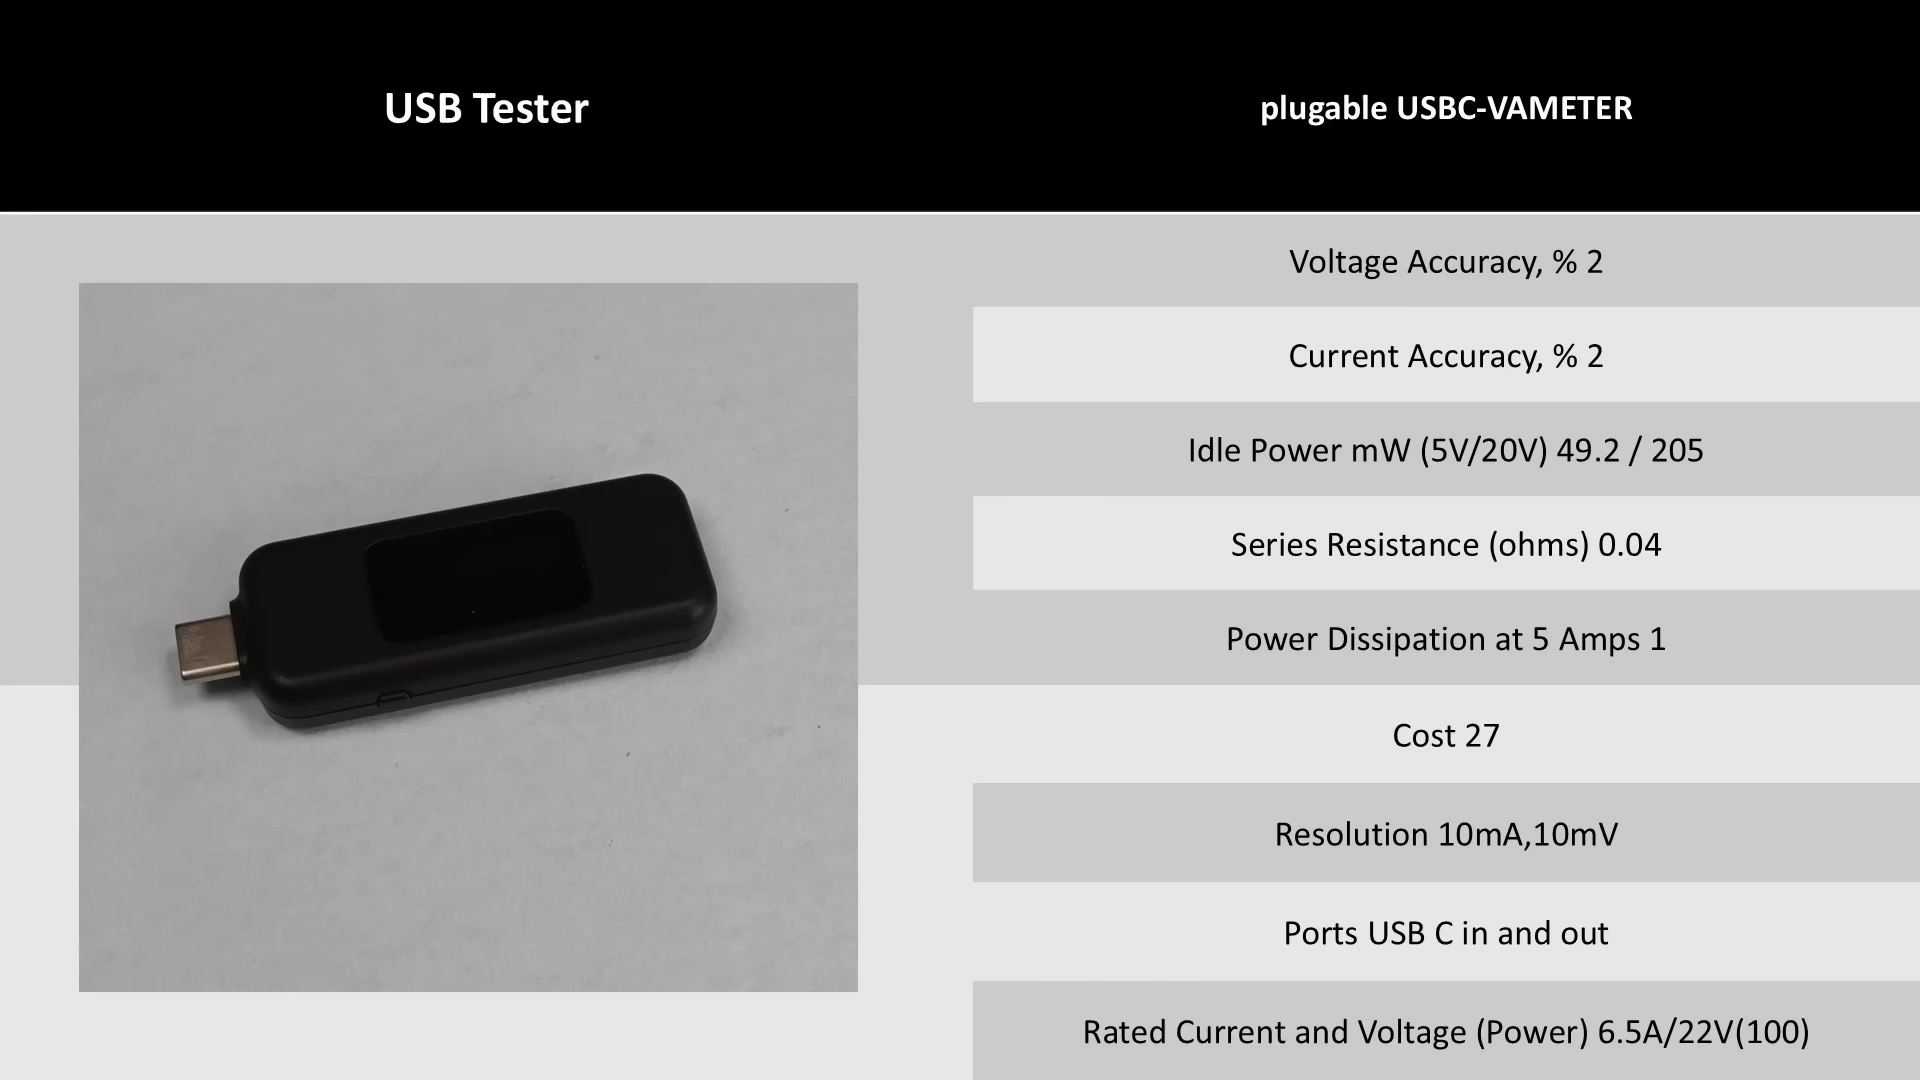 USB Tester
plugable USBC-VAMETER
Voltage Accuracy, % 2
Current Accuracy, % 2
Idle Power mW (5V/20V) 49.2 / 205
Series Resistance (ohms) 0.04
Power Dissipation at 5 Amps 1
Cost 27
Resolution 10mA,10mV
Ports USB C in and out
Rated Current and Voltage (Power) 6.5A/22V(100)